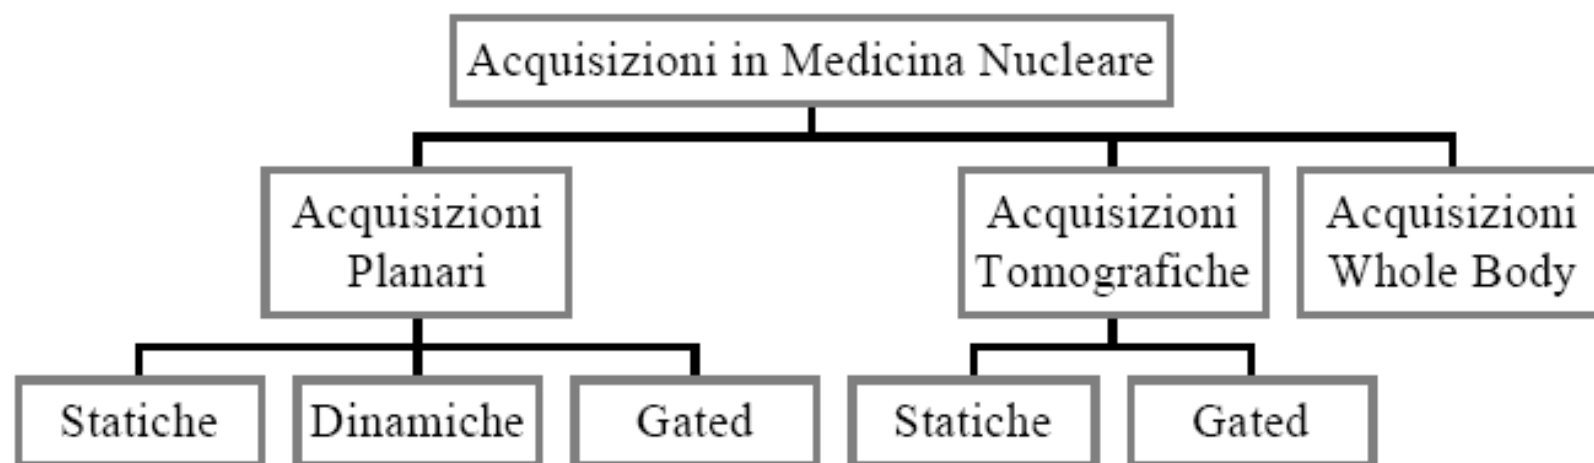 Acquisizioni in Medicina Nucleare
Acquisizioni
Planari
Acquisizioni
Tomografiche
Acquisizioni
Whole Body
Statiche
Dinamiche
Gated
Statiche
Gated